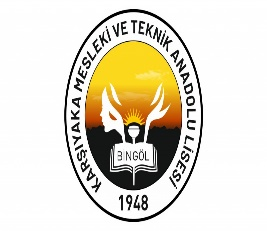 KARŞIYAKA MESLEKİ VE TEKNİK ANADOLU LİSESİ
BİNGÖL
1948